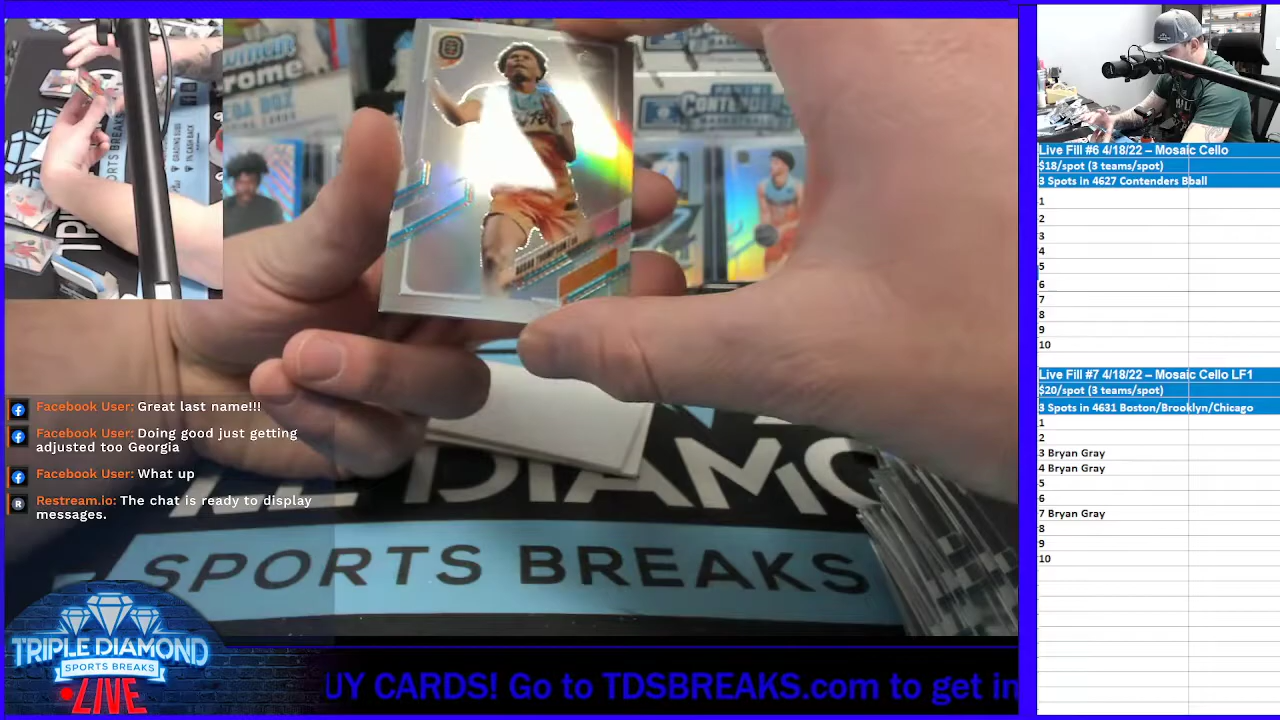 Live Fill #6 4/18/22 – Mosaic Cello
$18/spot (3 teams/spot)
3 Spots in 4627 Contenders Bball
1
2
3
4
5
6
7
8
9
10
Live Fill #7 4/18/22 – Mosaic Cello LF1
$20/spot (3 teams/spot)
3 Spots in 4631 Boston/Brooklyn/Chicago
1
2
3 Bryan Gray
4 Bryan Gray
5
6
7 Bryan Gray
8
9
10
Facebook User: Great last name!!!
Facebook User: Doing good just getting
adjusted too Georgia
Facebook User: What up
Restream.io: The chat is ready to display
messages.
DIAM
SPORTS BREAKS
TRIPLE DIAMOND
SPORTS BREAKS
LIVE
UY CARDS! Go to TDSBREAKS.com to get in